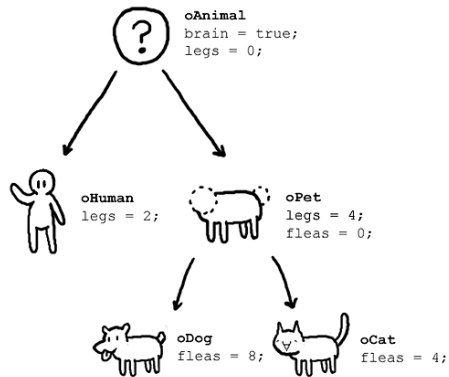 ?
oAnimal
brain = true;
legs = 0;
oHuman
legs = 2;
oPet
legs = 4;
fleas = 0;
oDog
fleas = 8;
oCat
fleas = 4;